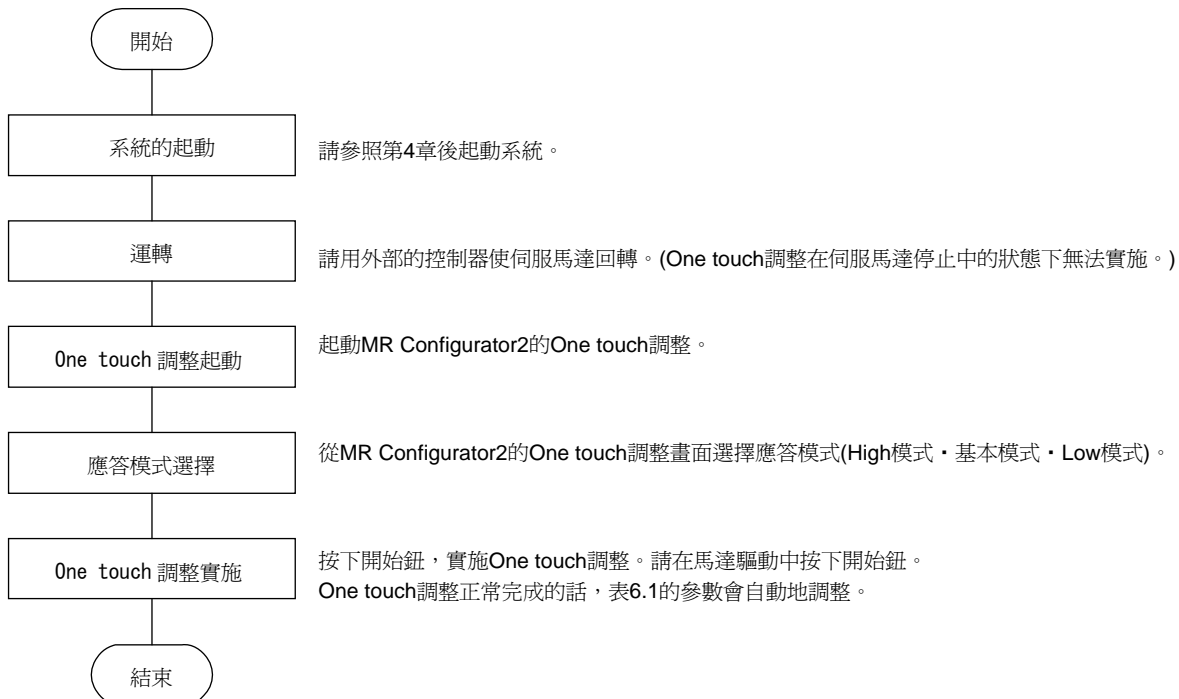 開始
系統的起動
請參照第4章後起動系統。
運轉
請用外部的控制器使伺服馬達回轉。(One touch調整在伺服馬達停止中的狀態下無法實施。)
One touch 調整起動
起動MR Configurator2的One touch調整。
應答模式選擇
從MR Configurator2的One touch調整畫面選擇應答模式(High模式・基本模式・Low模式)。
One touch 調整實施
按下開始鈕，實施One touch調整。請在馬達驅動中按下開始鈕。
One touch調整正常完成的話，表6.1的參數會自動地調整。
結束